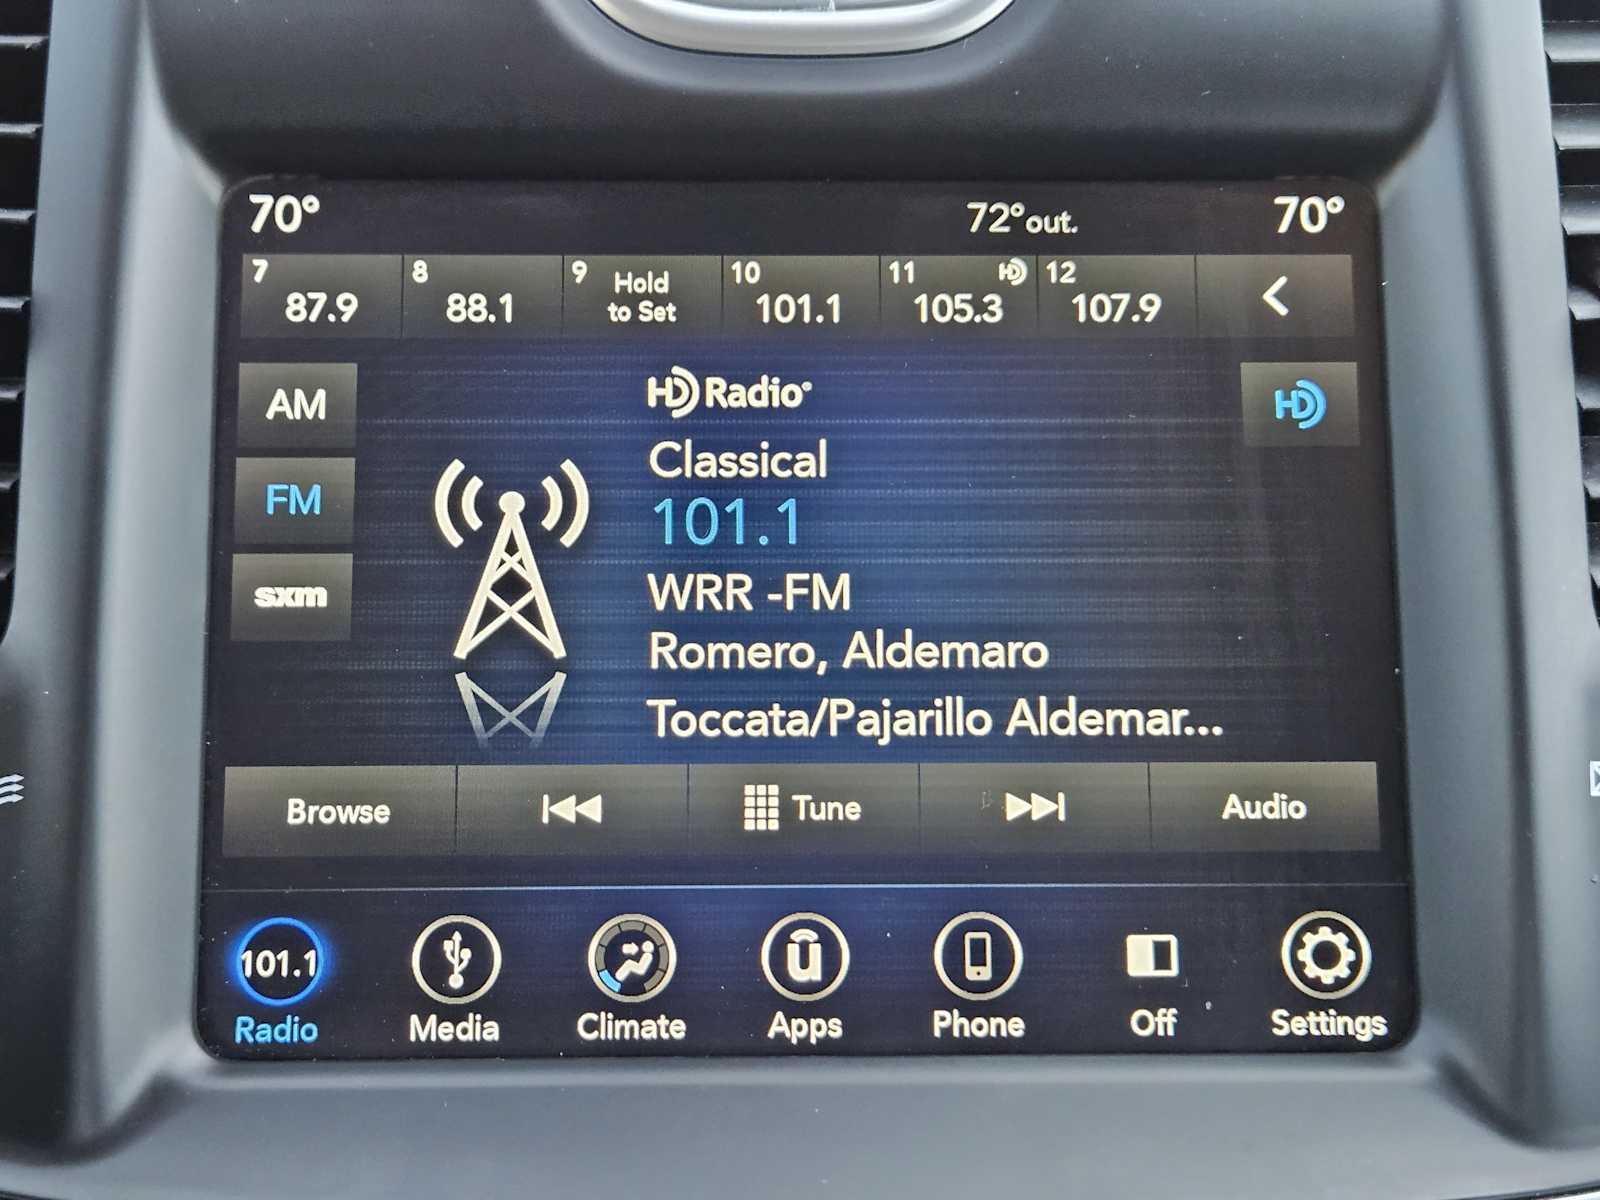 70° 72°out. 70°
7 87.9 8 88.1 9 Hold to Set 10 101.1 11 HD 105.3 12 107.9
HD Radio®
AM
HD
Classical
FM
101.1
sxm
WRR -FM
Romero, Aldemaro
Toccata/Pajarillo Aldemar...
Browse Tune Audio
101.1 u
Radio Media Climate Apps Phone Off Settings